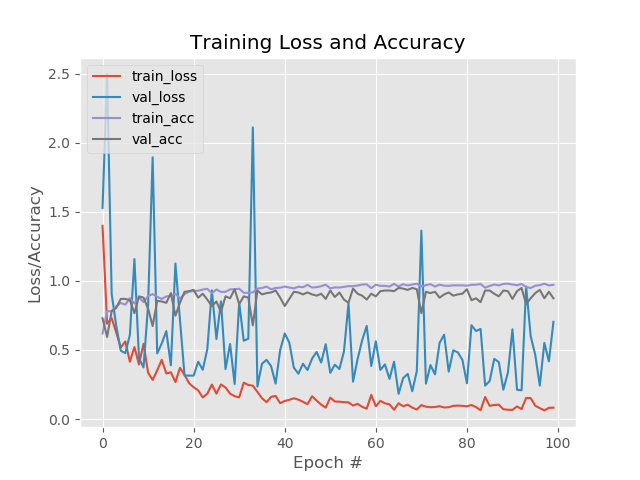 Training Loss and Accuracy
train_loss
val_loss
train_acc
val_acc
Loss/Accuracy
2.5
2.0
1.5
1.0
0.5
0.0
0 20 40 60 80 100
Epoch #